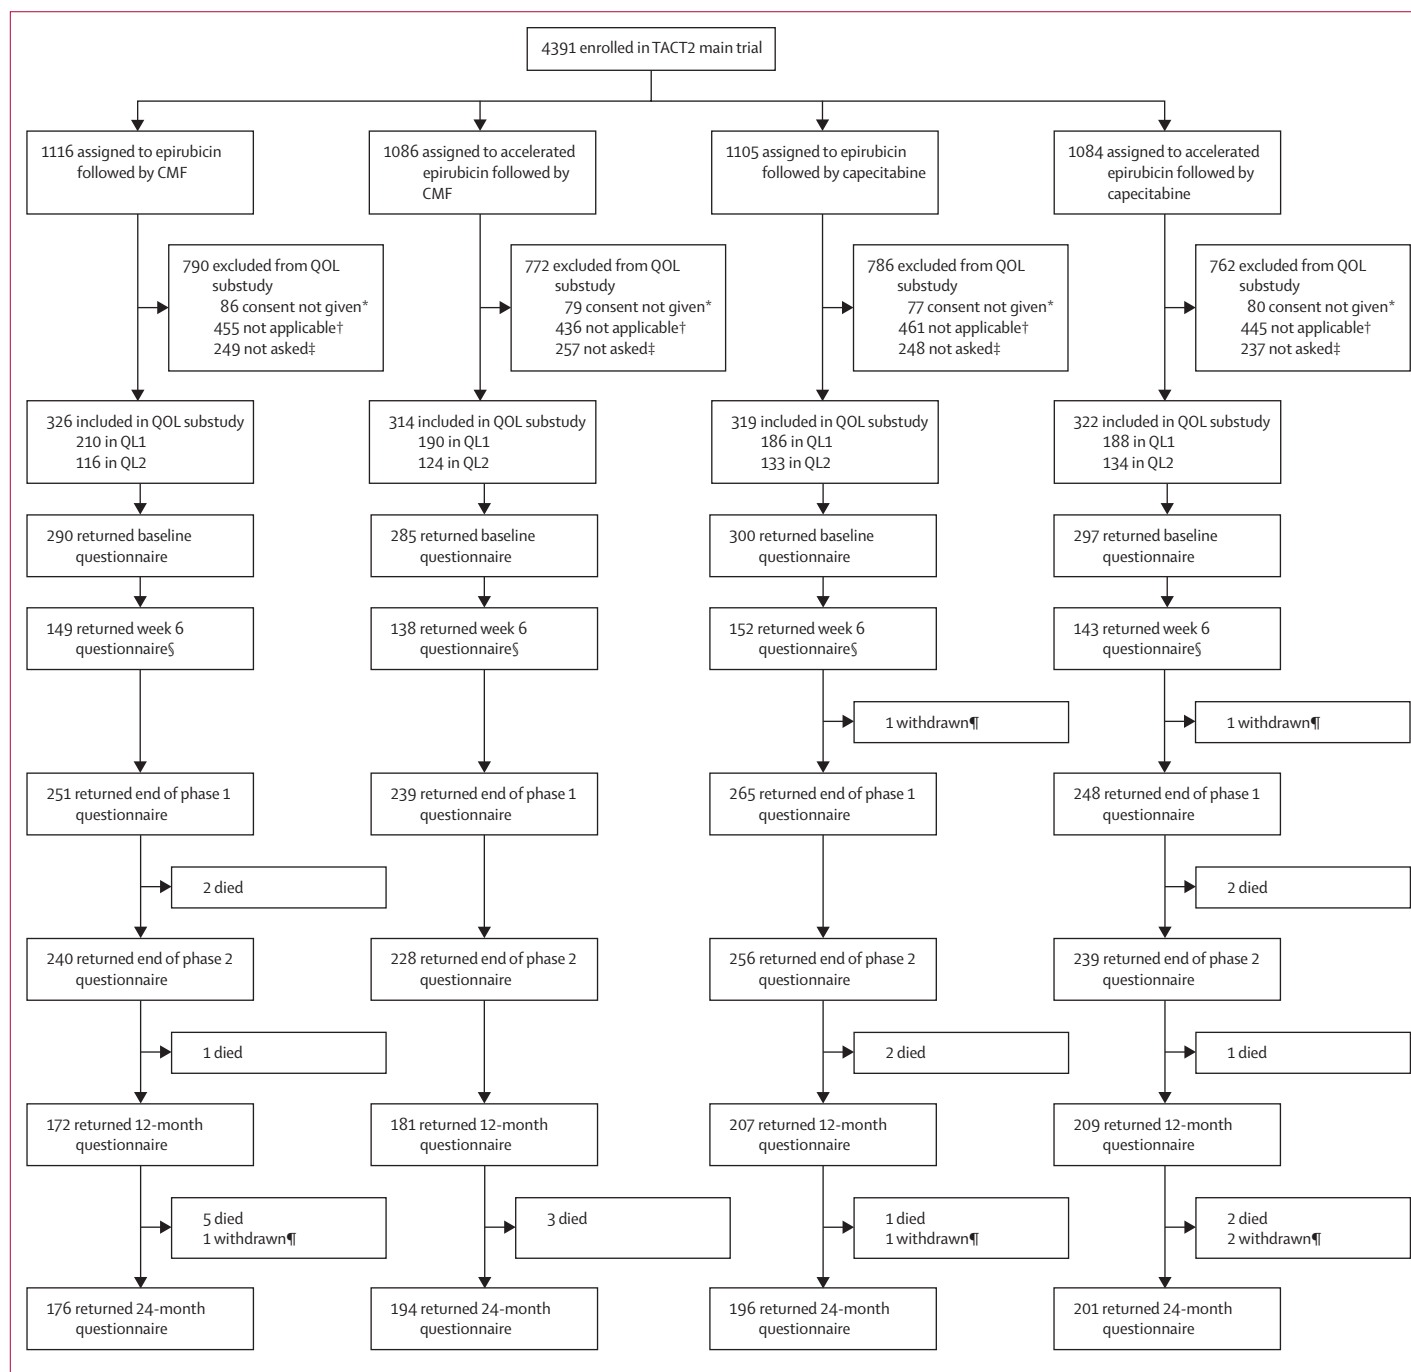 4391 enrolled in TACT2 main trial
1116 assigned to epirubicin
followed by CMF
1086 assigned to accelerated
epirubicin followed by
CMF
1105 assigned to epirubicin
followed by capecitabine
1084 assigned to accelerated
epirubicin followed by
capecitabine
790 excluded from QOL
substudy
86 consent not given*
455 not applicable†
249 not asked‡
772 excluded from QOL
substudy
79 consent not given*
436 not applicable†
257 not asked‡
786 excluded from QOL
substudy
77 consent not given*
461 not applicable†
248 not asked‡
762 excluded from QOL
substudy
80 consent not given*
445 not applicable†
237 not asked‡
326 included in QOL substudy
210 in QL1
116 in QL2
314 included in QOL substudy
190 in QL1
124 in QL2
319 included in QOL substudy
186 in QL1
133 in QL2
322 included in QOL substudy
188 in QL1
134 in QL2
290 returned baseline
questionnaire
285 returned baseline
questionnaire
300 returned baseline
questionnaire
297 returned baseline
questionnaire
149 returned week 6
questionnaire§
138 returned week 6
questionnaire§
152 returned week 6
questionnaire§
143 returned week 6
questionnaire§
1 withdrawn¶
1 withdrawn¶
251 returned end of phase 1
questionnaire
239 returned end of phase 1
questionnaire
265 returned end of phase 1
questionnaire
248 returned end of phase 1
questionnaire
2 died
2 died
240 returned end of phase 2
questionnaire
228 returned end of phase 2
questionnaire
256 returned end of phase 2
questionnaire
239 returned end of phase 2
questionnaire
1 died
2 died
1 died
172 returned 12-month
questionnaire
181 returned 12-month
questionnaire
207 returned 12-month
questionnaire
209 returned 12-month
questionnaire
5 died
1 withdrawn¶
3 died
1 died
1 withdrawn¶
2 died
2 withdrawn¶
176 returned 24-month
questionnaire
194 returned 24-month
questionnaire
196 returned 24-month
questionnaire
201 returned 24-month
questionnaire